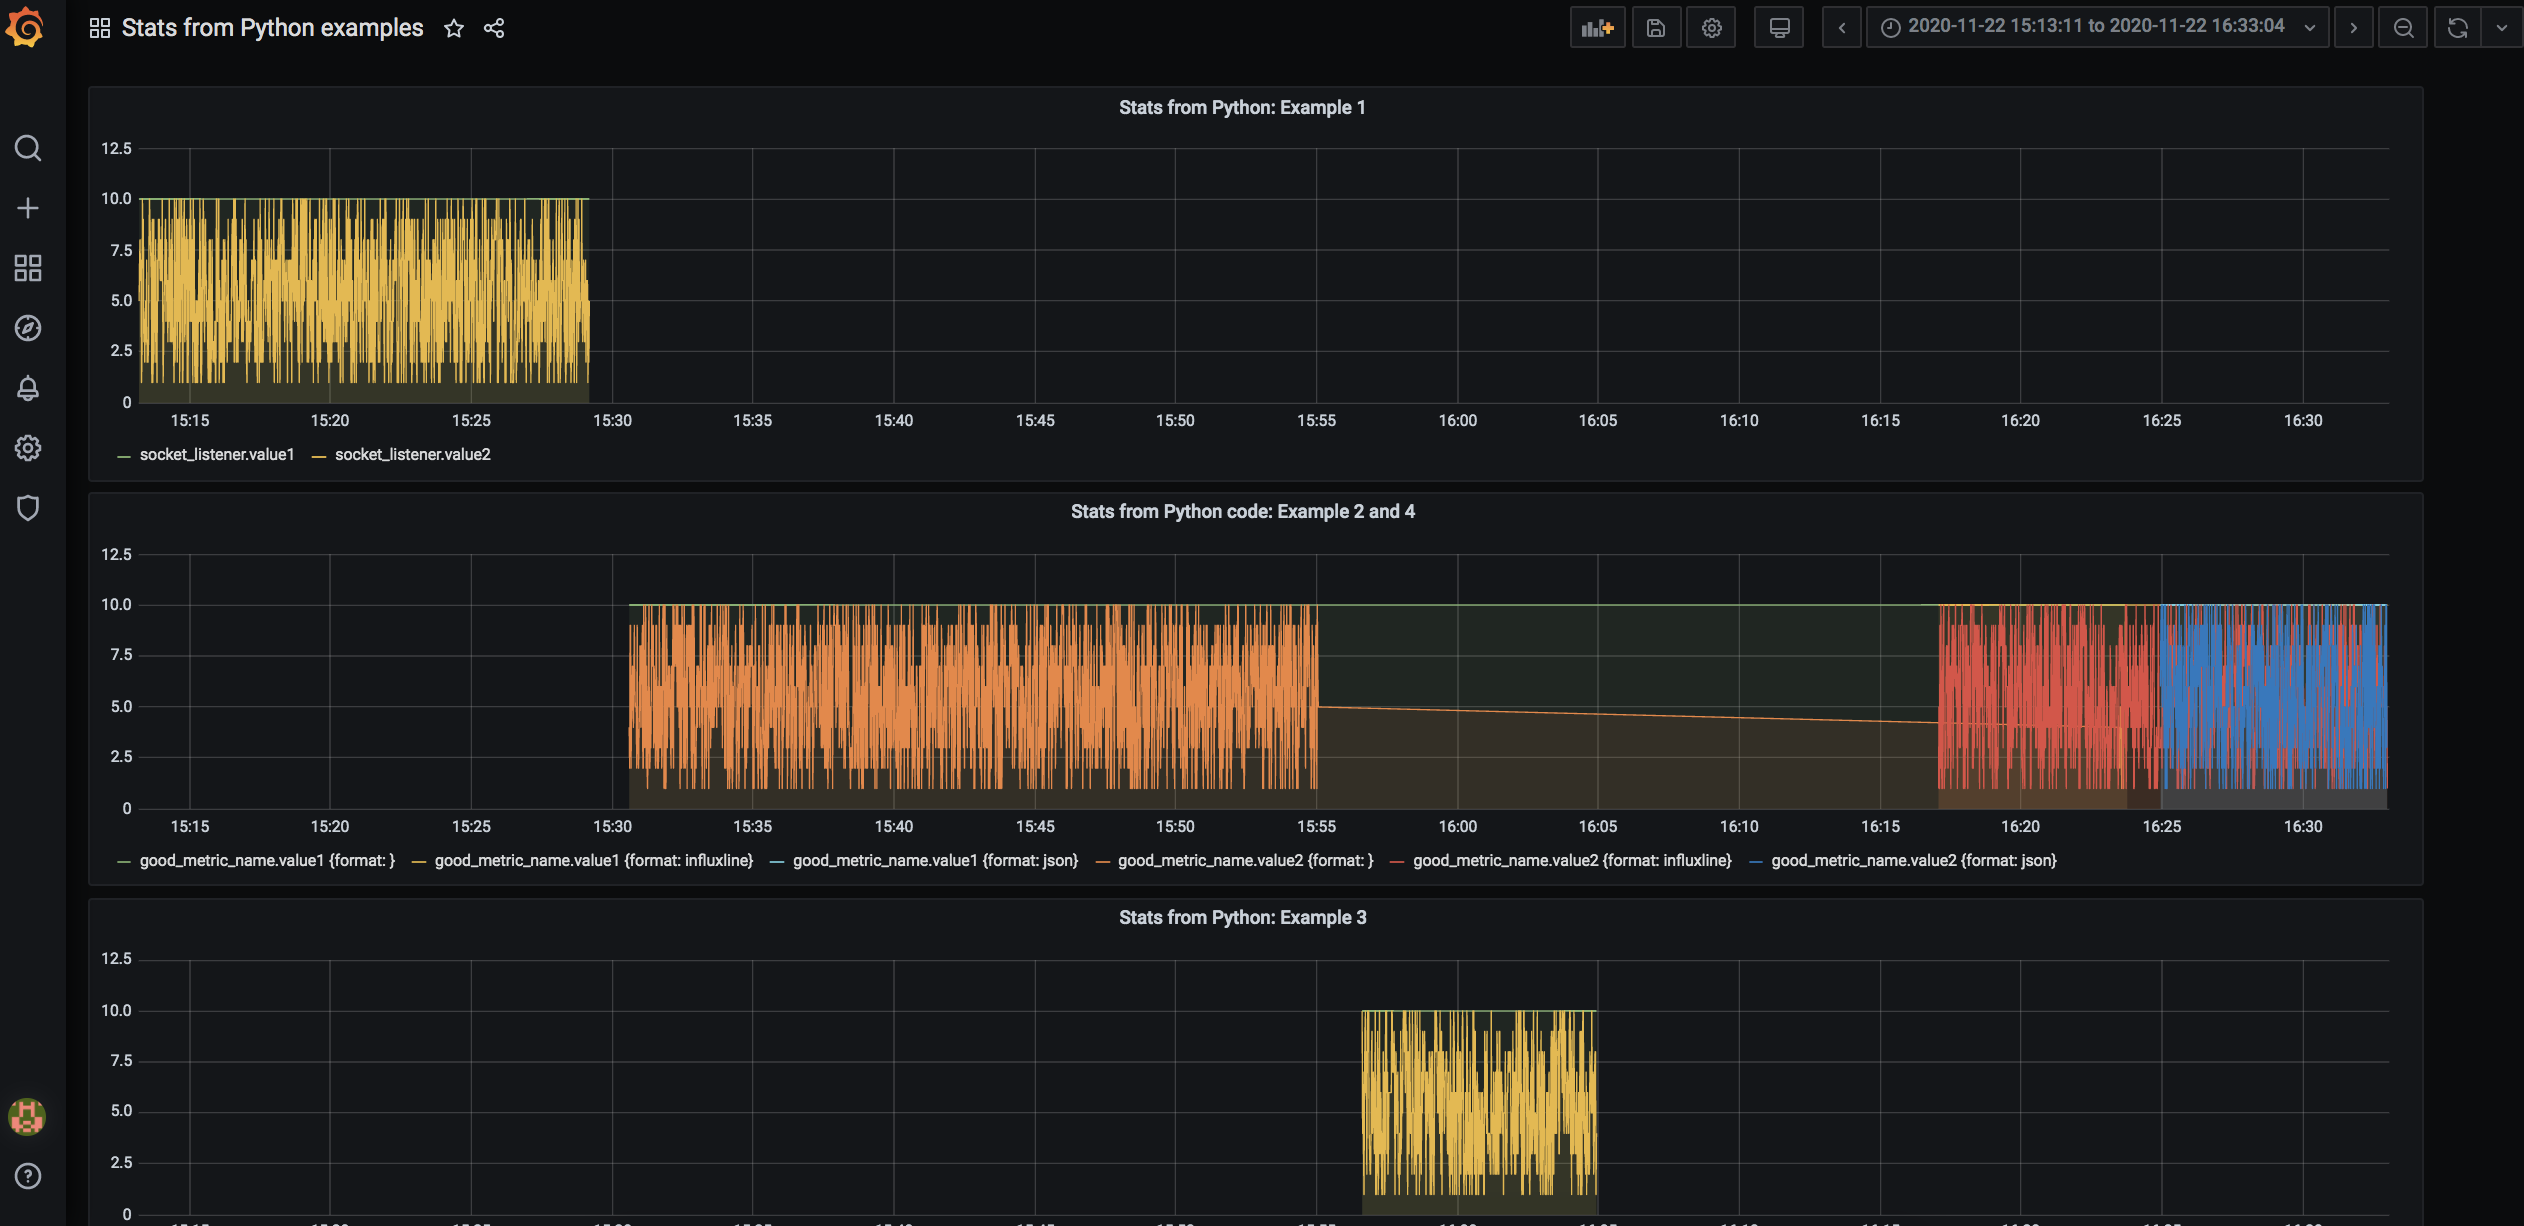 Stats from Python examples
2020-11-22 15:13:11 to 2020-11-22 16:33:04
Stats from Python: Example 1
12.5
10.0
7.5
5.0
2.5
0
15:15 15:20 15:25 15:30 15:35 15:40 15:45 15:50 15:55 16:00 16:05 16:10 16:15 16:20 16:25 16:30
socket_listener.value1 socket_listener.value2
Stats from Python code: Example 2 and 4
12.5
10.0
7.5
5.0
2.5
0
15:15 15:20 15:25 15:30 15:35 15:40 15:45 15:50 15:55 16:00 16:05 16:10 16:15 16:20 16:25 16:30
good_metric_name.value1 {format: } good_metric_name.value1 {format: influxline} good_metric_name.value1 {format: json} good_metric_name.value2 {format: } good_metric_name.value2 {format: influxline} good_metric_name.value2 {format: json}
Stats from Python: Example 3
12.5
10.0
7.5
5.0
2.5
0